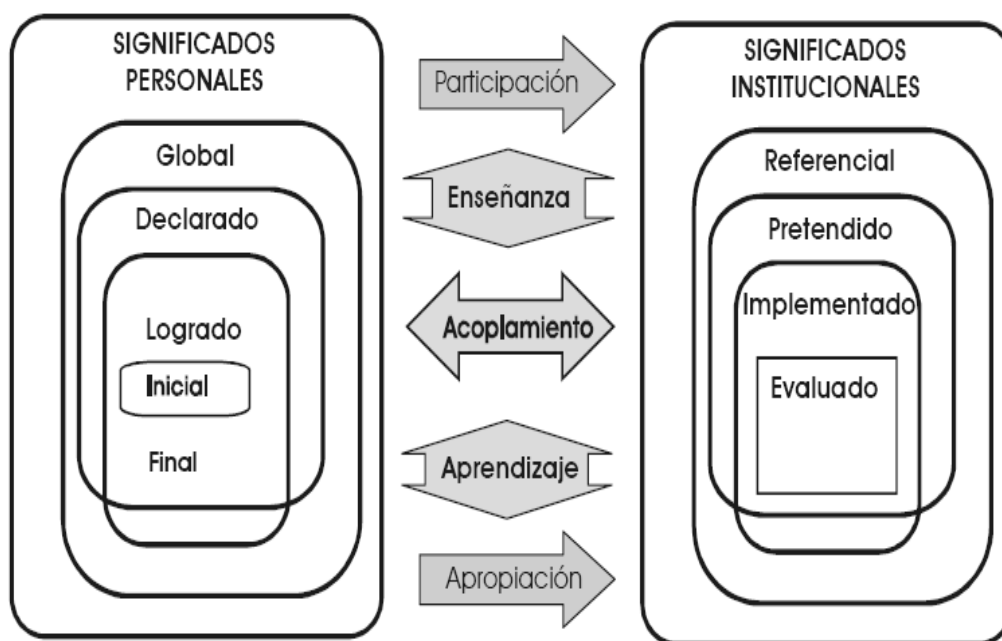 SIGNIFICADOS
PERSONALES
Global
Declarado
Logrado
Inicial
Final
Participación
Enseñanza
Acoplamiento
Aprendizaje
Apropiación
SIGNIFICADOS
INSTITUCIONALES
Referencial
Pretendido
Implementado
Evaluado